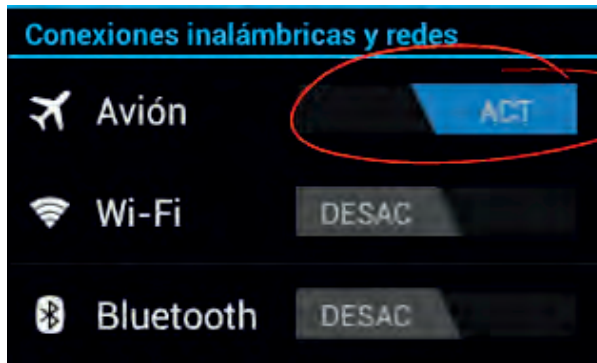 Conexiones inalámbricas y redes
Avión ACT
Wi-Fi DESAC
Bluetooth DESAC